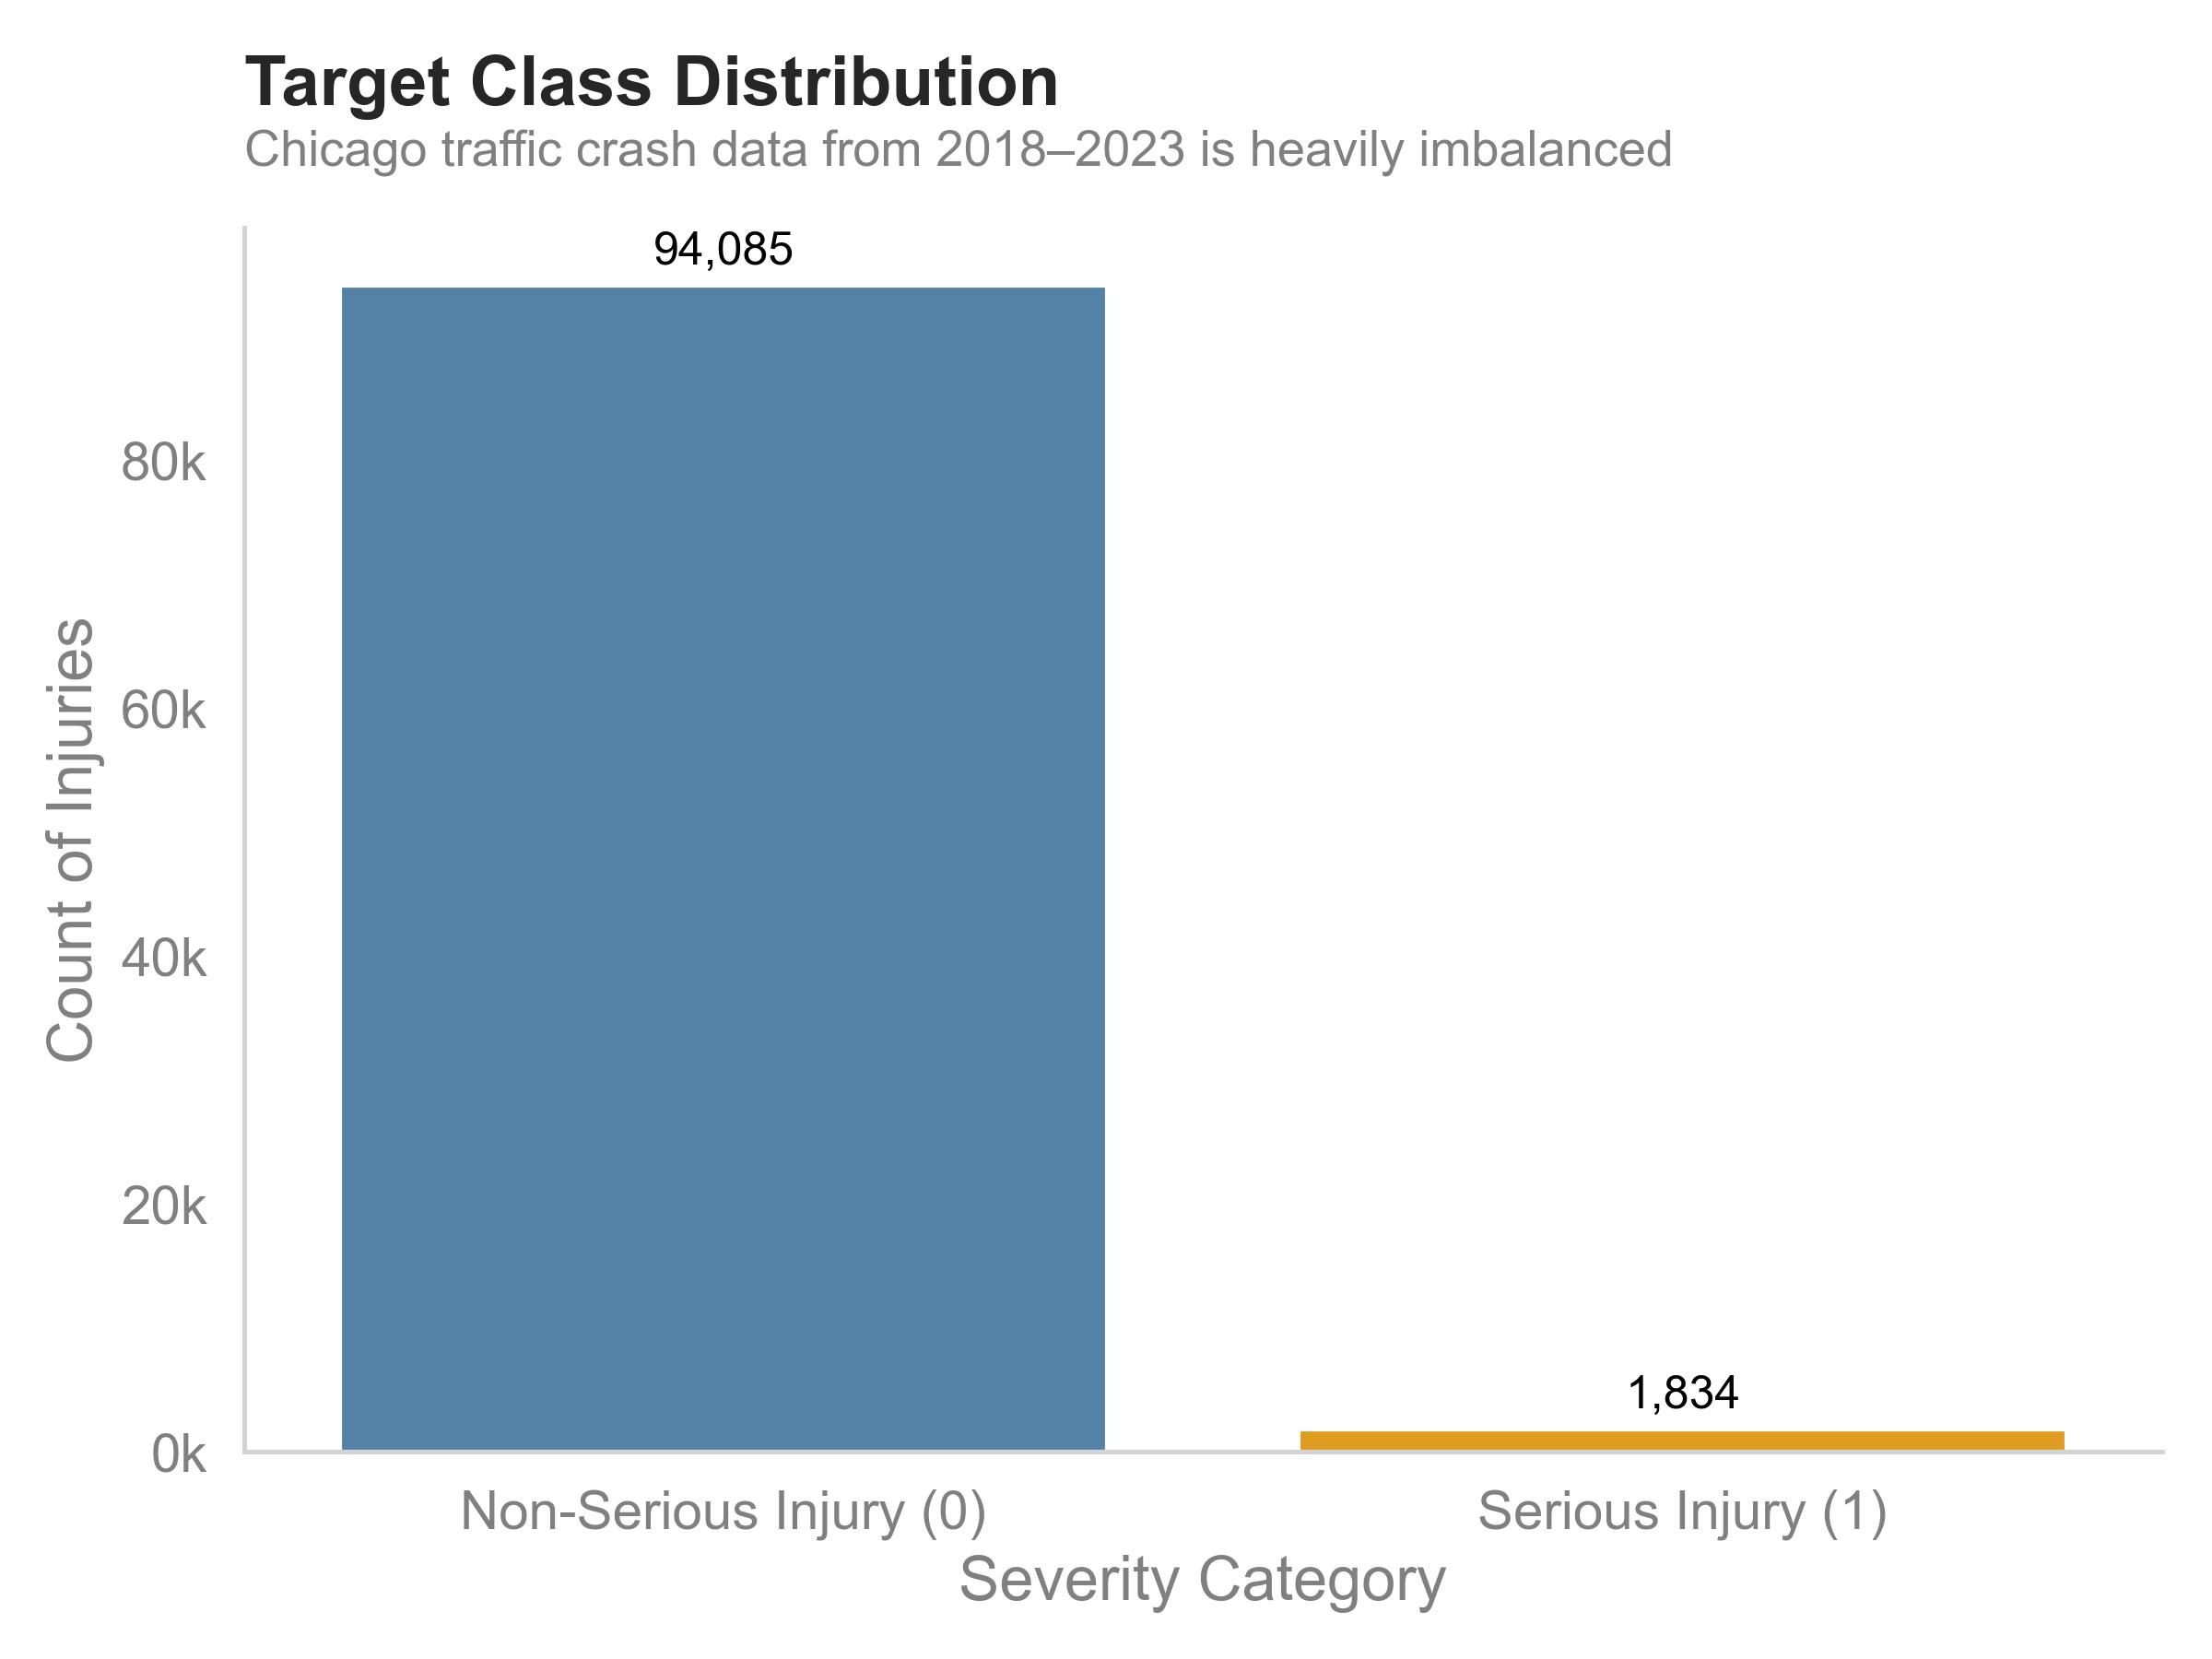 Target Class Distribution
Chicago traffic crash data from 2018–2023 is heavily imbalanced
94,085
80k
60k
40k
20k
0k
Count of Injuries
1,834
Non-Serious Injury (0)
Serious Injury (1)
Severity Category